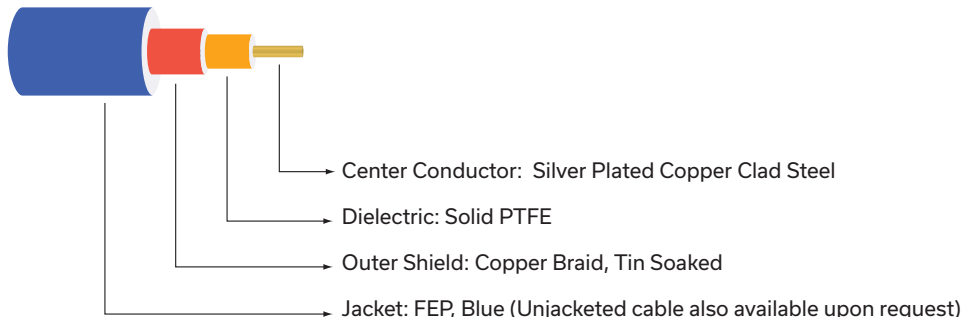 Center Conductor: Silver Plated Copper Clad Steel
Dielectric: Solid PTFE
Outer Shield: Copper Braid, Tin Soaked
Jacket: FEP, Blue (Unjacketed cable also available upon request)